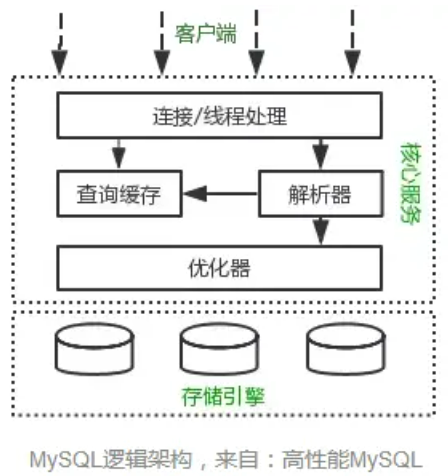 客户端
连接/线程处理
查询缓存
解析器
核心服务
优化器
存储引擎
MySQL逻辑架构，来自：高性能MySQL